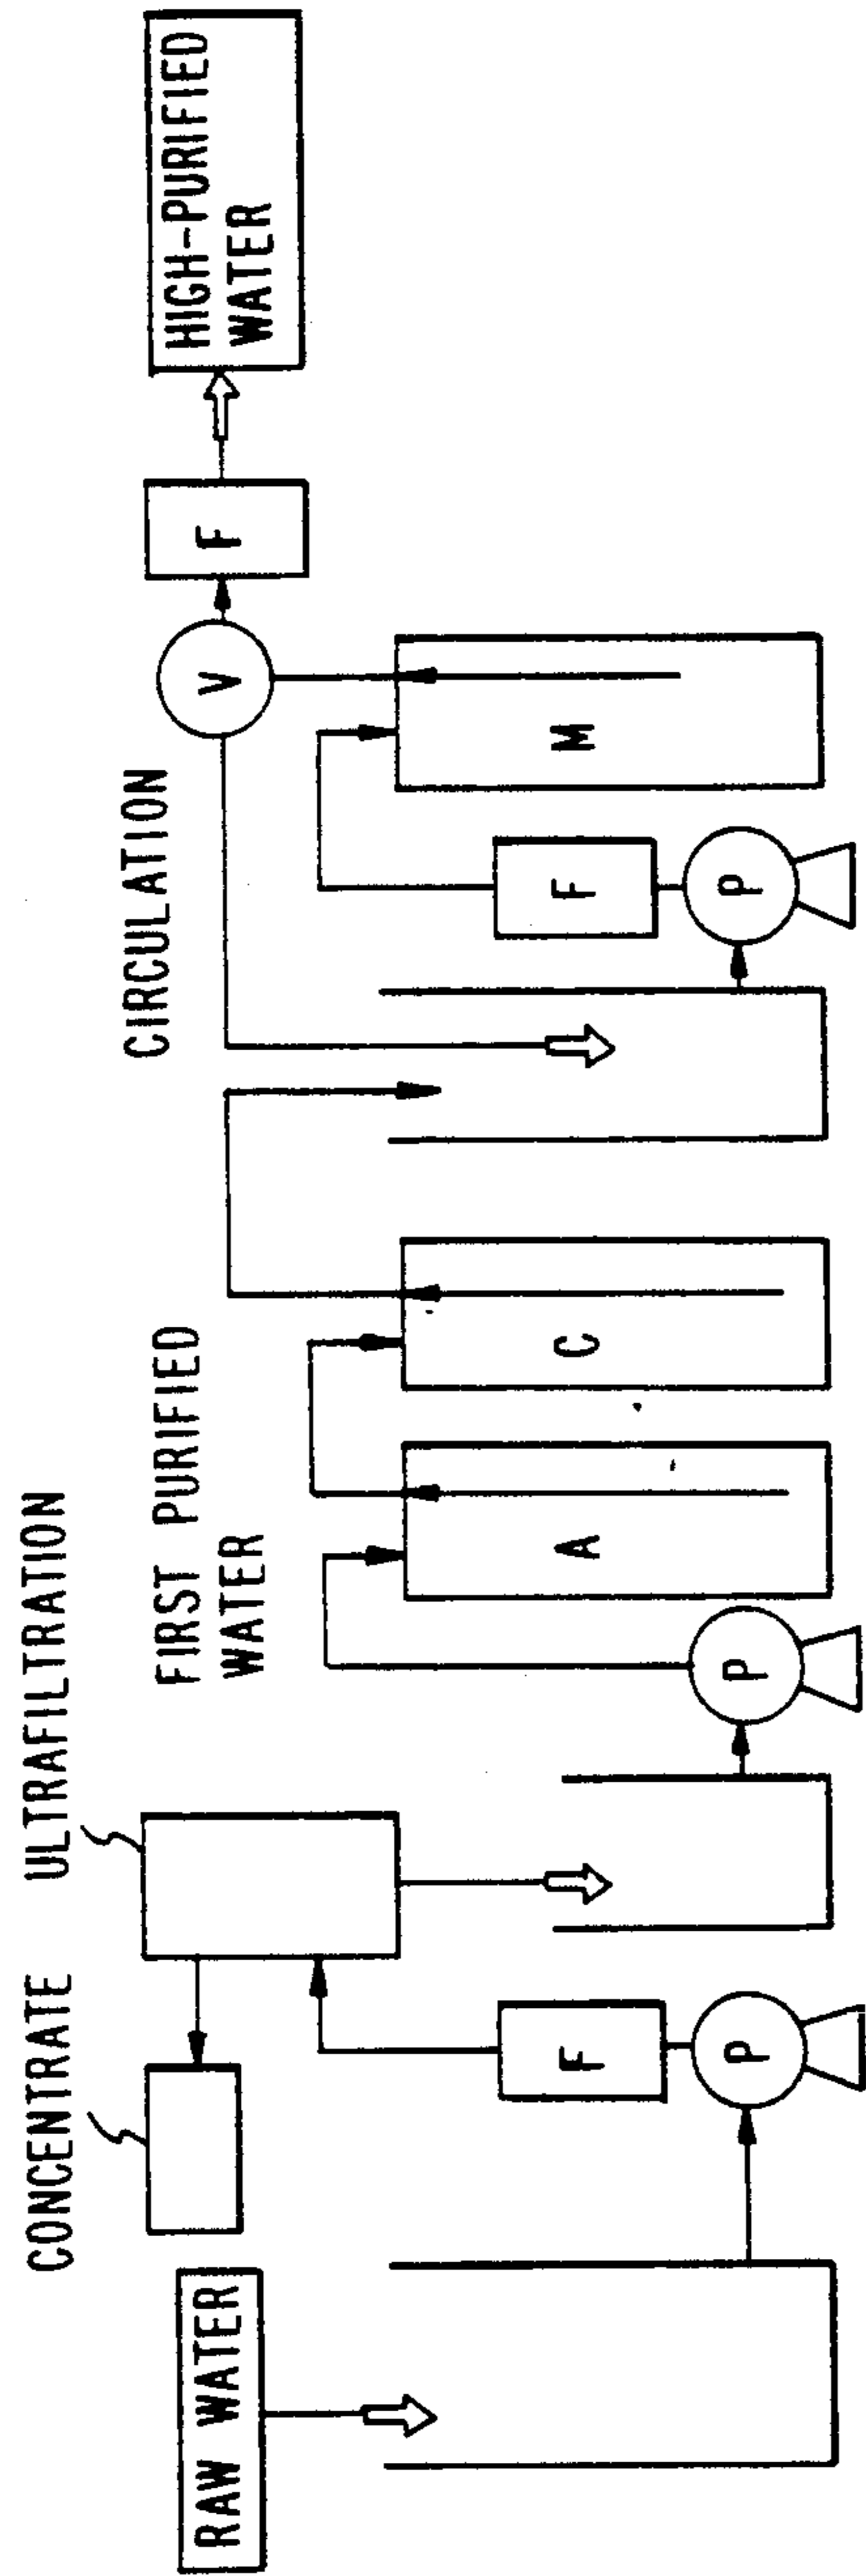 CONCENTRATE
ULTRAFILTRATION
RAW WATER
F
P
FIRST PURIFIED
WATER
P
A
C
CIRCULATION
F
P
M
V
F
HIGH-PURIFIED
WATER